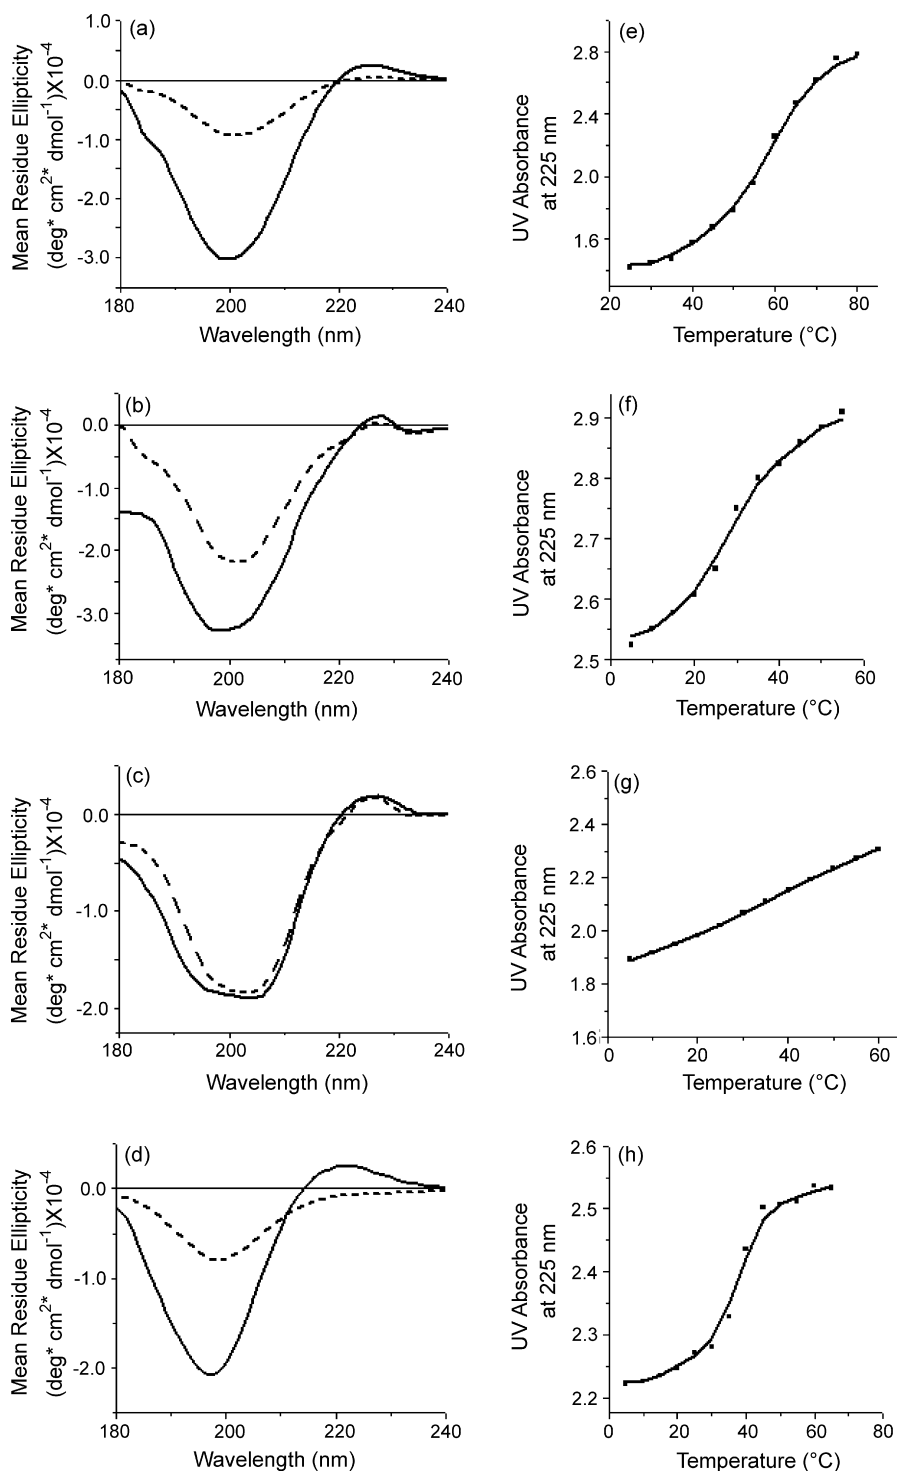 (a)
Mean Residue Ellipticity
(deg* cm2* dmol-1)X10-4
1.0
0.0
-1.0
-2.0
-3.0
180
200
220
240
Wavelength (nm)
(e)
UV Absorbance
at 225 nm
2.8
2.4
2.0
1.6
20
40
60
80
Temperature (°C)
(b)
Mean Residue Ellipticity
(deg* cm2* dmol-1)X10-4
0.0
-1.0
-2.0
-3.0
180
200
220
240
Wavelength (nm)
(f)
UV Absorbance
at 225 nm
2.9
2.8
2.7
2.6
2.5
0
20
40
60
Temperature (°C)
(c)
Mean Residue Ellipticity
(deg* cm2* dmol-1)X10-4
0.0
-1.0
-2.0
180
200
220
240
Wavelength (nm)
(g)
UV Absorbance
at 225 nm
2.6
2.4
2.2
2.0
1.8
1.6
0
20
40
60
Temperature (°C)
(d)
Mean Residue Ellipticity
(deg* cm2* dmol-1)X10-4
0.0
-1.0
-2.0
180
200
220
240
Wavelength (nm)
(h)
UV Absorbance
at 225 nm
2.6
2.5
2.4
2.3
2.2
0
20
40
60
80
Temperature (°C)